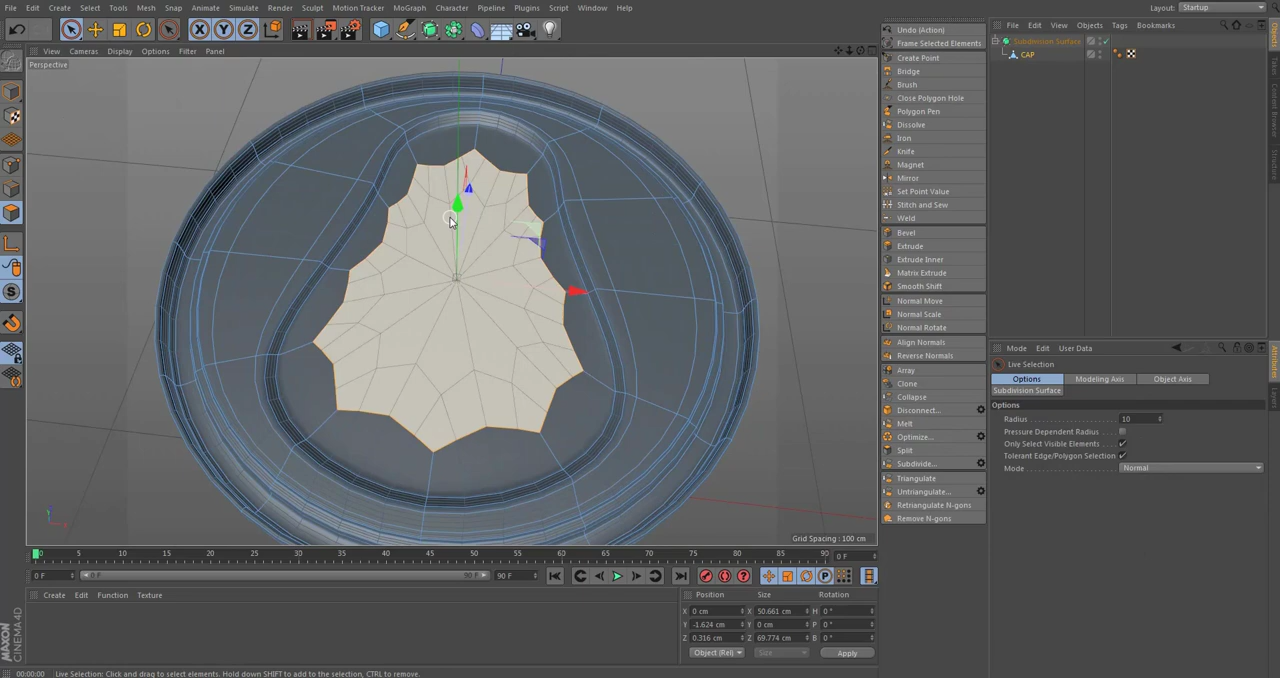 File Edit Create Select Tools Mesh Snap Animate Simulate Render Sculpt Motion Tracker MoGraph Character Pipeline Plugins Script Window Help
Layout: Startup
View Cameras Display Options Filter Panel
Perspective
Undo (Action)
Frame Selected Elements
Create Point
Bridge
Brush
Close Polygon Hole
Polygon Pen
Dissolve
Iron
Knife
Magnet
Mirror
Set Point Value
Stitch and Sew
Weld
Bevel
Extrude
Extrude Inner
Matrix Extrude
Smooth Shift
Normal Move
Normal Scale
Normal Rotate
Align Normals
Reverse Normals
Array
Clone
Collapse
Disconnect...
Melt
Optimize...
Split
Subdivide...
Triangulate
Untriangulate...
Retriangulate N-gons
Remove N-gons
File Edit View Objects Tags Bookmarks
Subdivision Surface
CAP
Objects
Content Browser
Structure
Mode Edit User Data
Live Selection
Options Modeling Axis Object Axis
Subdivision Surface
Options
Radius 10
Pressure Dependent Radius
Only Select Visible Elements
Tolerant Edge/Polygon Selection
Mode Normal
Attributes
Layers
Grid Spacing : 100 cm
0 5 10 15 20 25 30 35 40 45 50 55 60 65 70 75 80 85 90 0 F
0 F 0 F 90 F 90 F
Create Edit Function Texture
Position Size Rotation
X 0 cm X 50.661 cm H 0 °
Y -1.624 cm Y 0 cm P 0 °
Z 0.316 cm Z 69.774 cm B 0 °
Object (Rel) Size Apply
MAXON CINEMA4D
00:00:00 Live Selection: Click and drag to select elements. Hold down SHIFT to add to the selection, CTRL to remove.